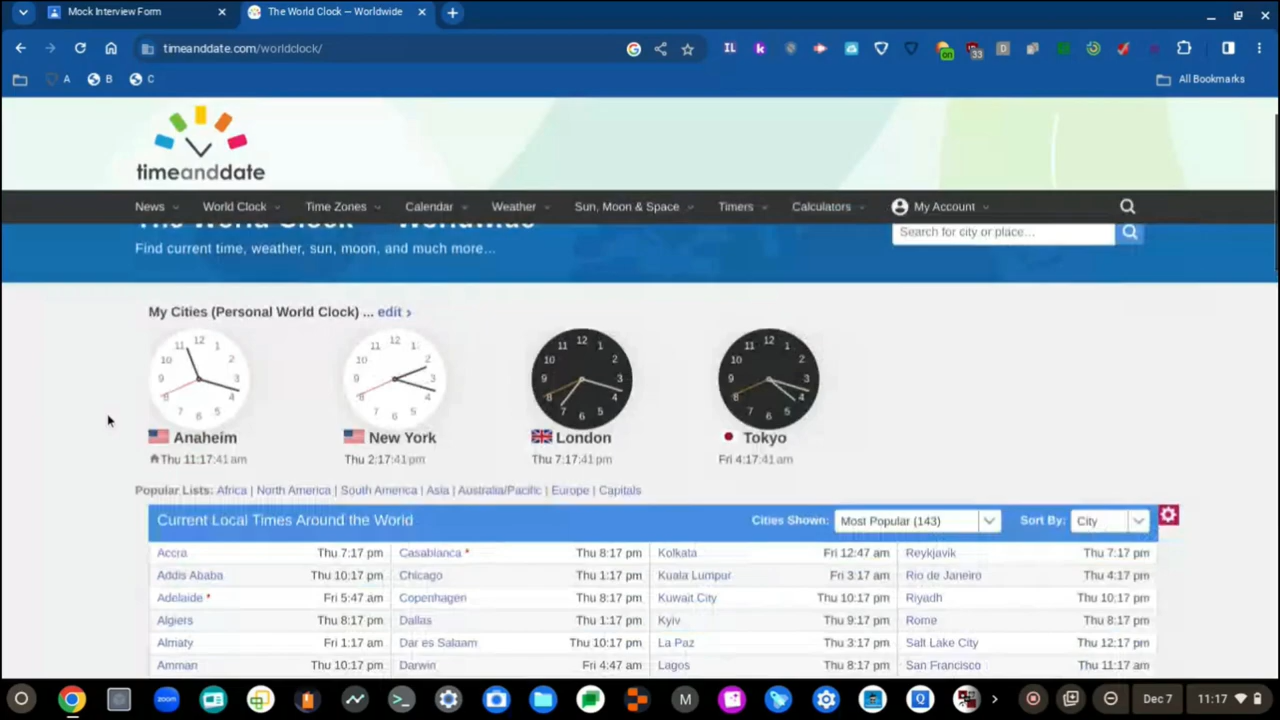 Mock Interview Form
The World Clock — Worldwide
timeanddate.com/worldclock/
A B C All Bookmarks
timeanddate
News World Clock Time Zones Calendar Weather Sun, Moon & Space Timers Calculators My Account
The World Clock — Worldwide
Find current time, weather, sun, moon, and much more...
Search for city or place...
My Cities (Personal World Clock) ... edit ›
Anaheim New York London Tokyo
Thu 11:17:41 am Thu 2:17:41 pm Thu 7:17:41 pm Fri 4:17:41 am
Popular Lists: Africa | North America | South America | Asia | Australia/Pacific | Europe | Capitals
Current Local Times Around the World Cities Shown: Most Popular (143) Sort By: City
Accra Thu 7:17 pm Casablanca * Thu 8:17 pm Kolkata Fri 12:47 am Reykjavik Thu 7:17 pm
Addis Ababa Thu 10:17 pm Chicago Thu 1:17 pm Kuala Lumpur Fri 3:17 am Rio de Janeiro Thu 4:17 pm
Adelaide * Fri 5:47 am Copenhagen Thu 8:17 pm Kuwait City Thu 10:17 pm Riyadh Thu 10:17 pm
Algiers Thu 8:17 pm Dallas Thu 1:17 pm Kyiv Thu 9:17 pm Rome Thu 8:17 pm
Almaty Fri 1:17 am Dar es Salaam Thu 10:17 pm La Paz Thu 3:17 pm Salt Lake City Thu 12:17 pm
Amman Thu 10:17 pm Darwin Fri 4:47 am Lagos Thu 8:17 pm San Francisco Thu 11:17 am
Dec 7 11:17